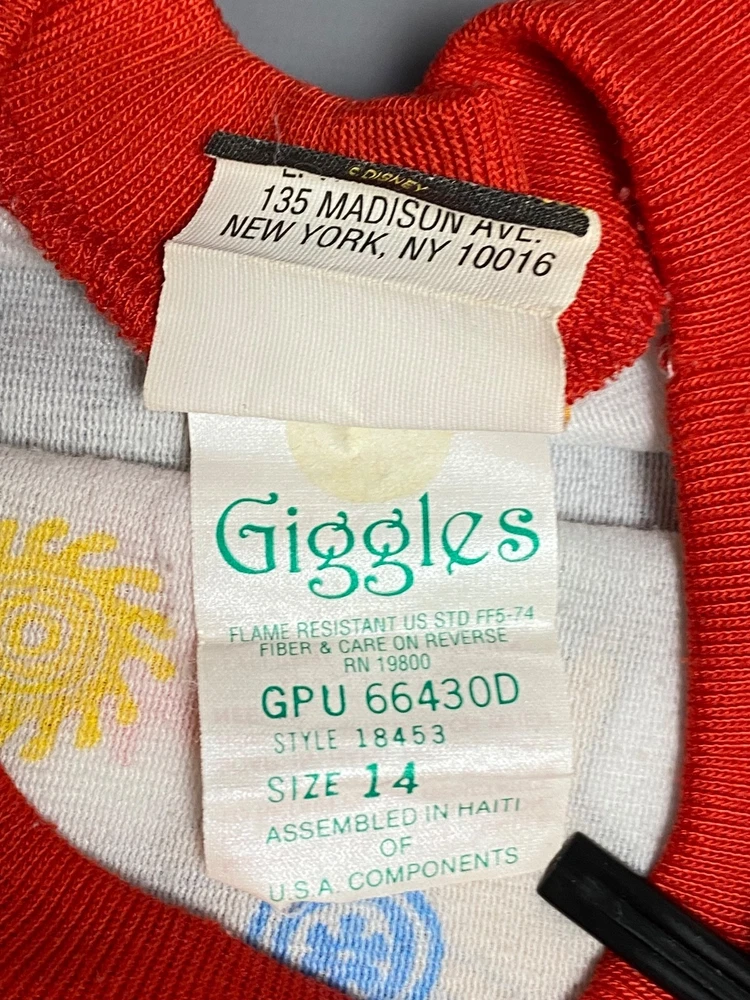 © DISNEY
135 MADISON AVE.
NEW YORK, NY 10016
Giggles
FLAME RESISTANT US STD FF5-74
FIBER & CARE ON REVERSE
RN 19800
GPU 66430D
STYLE 18453
SIZE 14
ASSEMBLED IN HAITI
OF
U.S.A. COMPONENTS